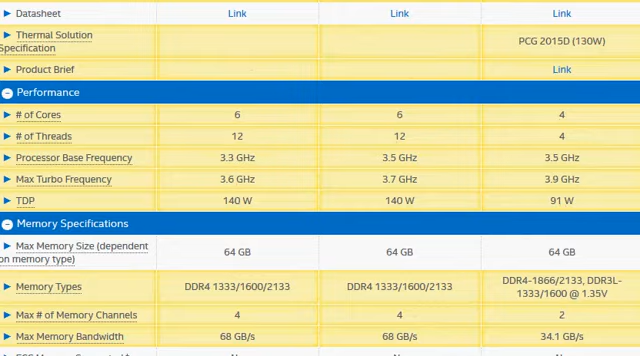 Datasheet Link Link Link
Thermal Solution
Specification PCG 2015D (130W)
Product Brief Link
Performance
# of Cores 6 6 4
# of Threads 12 12 4
Processor Base Frequency 3.3 GHz 3.5 GHz 3.5 GHz
Max Turbo Frequency 3.6 GHz 3.7 GHz 3.9 GHz
TDP 140 W 140 W 91 W
Memory Specifications
Max Memory Size (dependent
on memory type) 64 GB 64 GB 64 GB
Memory Types DDR4 1333/1600/2133 DDR4 1333/1600/2133 DDR4-1866/2133, DDR3L-
1333/1600 @ 1.35V
Max # of Memory Channels 4 4 2
Max Memory Bandwidth 68 GB/s 68 GB/s 34.1 GB/s